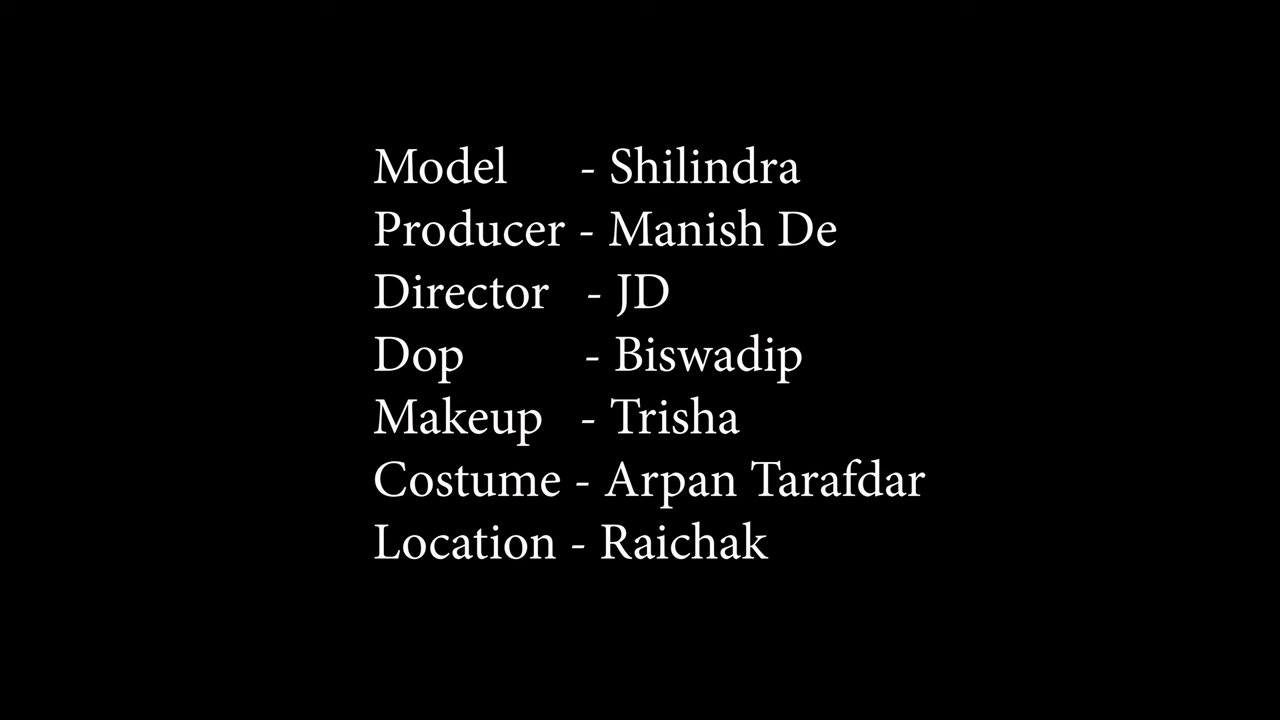 Model - Shilindra
Producer - Manish De
Director - JD
Dop - Biswadip
Makeup - Trisha
Costume - Arpan Tarafdar
Location - Raichak